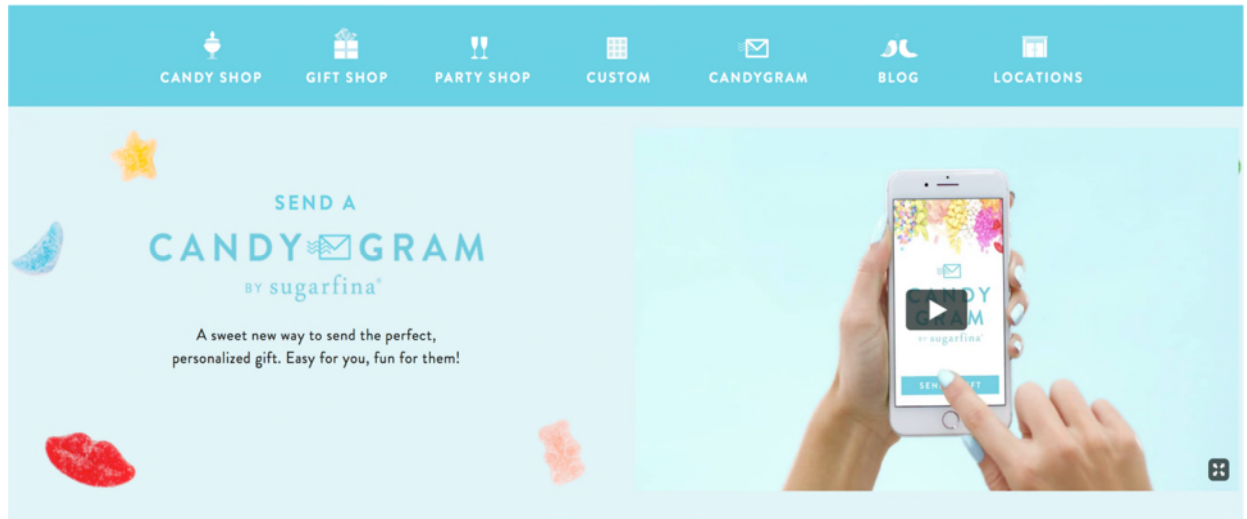 CANDY SHOP
GIFT SHOP
PARTY SHOP
CUSTOM
CANDYGRAM
BLOG
LOCATIONS
SEND A
CANDY GRAM
BY sugarfina®
A sweet new way to send the perfect,
personalized gift. Easy for you, fun for them!
CANDY
GRAM
BY sugarfina